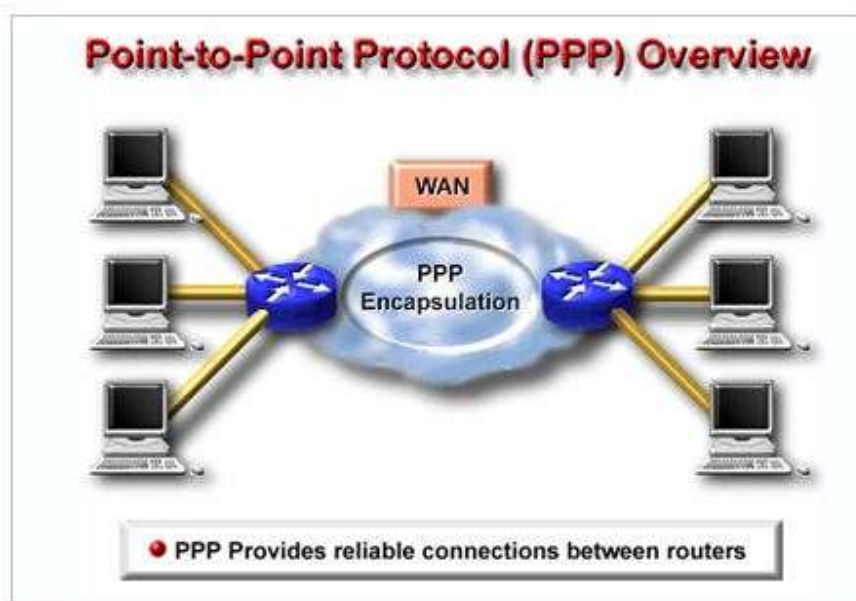 Point-to-Point Protocol (PPP) Overview
WAN
PPP
Encapsulation
PPP Provides reliable connections between routers